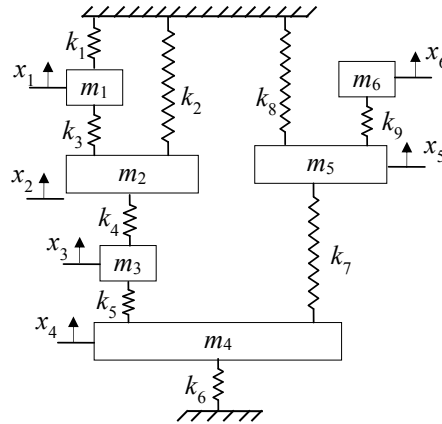 k₁
x₁
m₁
x₆
m₆
k₂
k₈
k₃
k₉
m₂
m₅
x₅
x₂
k₄
x₃
m₃
k₇
k₅
x₄
m₄
k₆